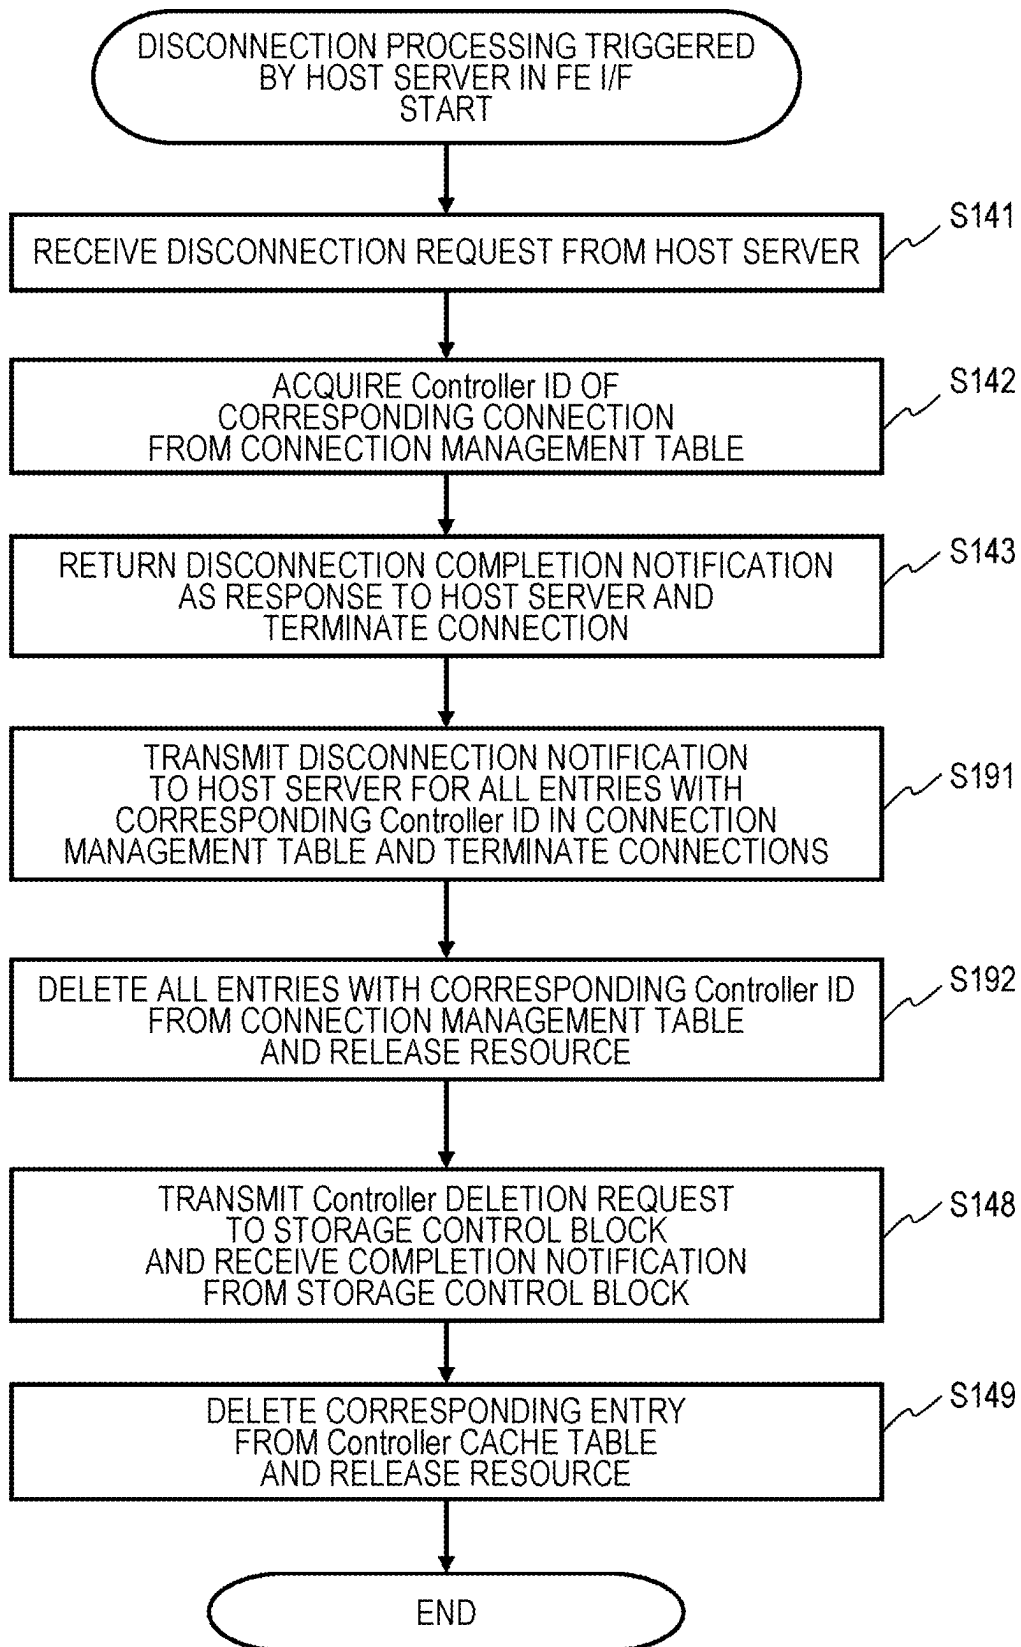 DISCONNECTION PROCESSING TRIGGERED
BY HOST SERVER IN FE I/F
START
S141
RECEIVE DISCONNECTION REQUEST FROM HOST SERVER
S142
ACQUIRE Controller ID OF
CORRESPONDING CONNECTION
FROM CONNECTION MANAGEMENT TABLE
S143
RETURN DISCONNECTION COMPLETION NOTIFICATION
AS RESPONSE TO HOST SERVER AND
TERMINATE CONNECTION
S191
TRANSMIT DISCONNECTION NOTIFICATION
TO HOST SERVER FOR ALL ENTRIES WITH
CORRESPONDING Controller ID IN CONNECTION
MANAGEMENT TABLE AND TERMINATE CONNECTIONS
S192
DELETE ALL ENTRIES WITH CORRESPONDING Controller ID
FROM CONNECTION MANAGEMENT TABLE
AND RELEASE RESOURCE
S148
TRANSMIT Controller DELETION REQUEST
TO STORAGE CONTROL BLOCK
AND RECEIVE COMPLETION NOTIFICATION
FROM STORAGE CONTROL BLOCK
S149
DELETE CORRESPONDING ENTRY
FROM Controller CACHE TABLE
AND RELEASE RESOURCE
END